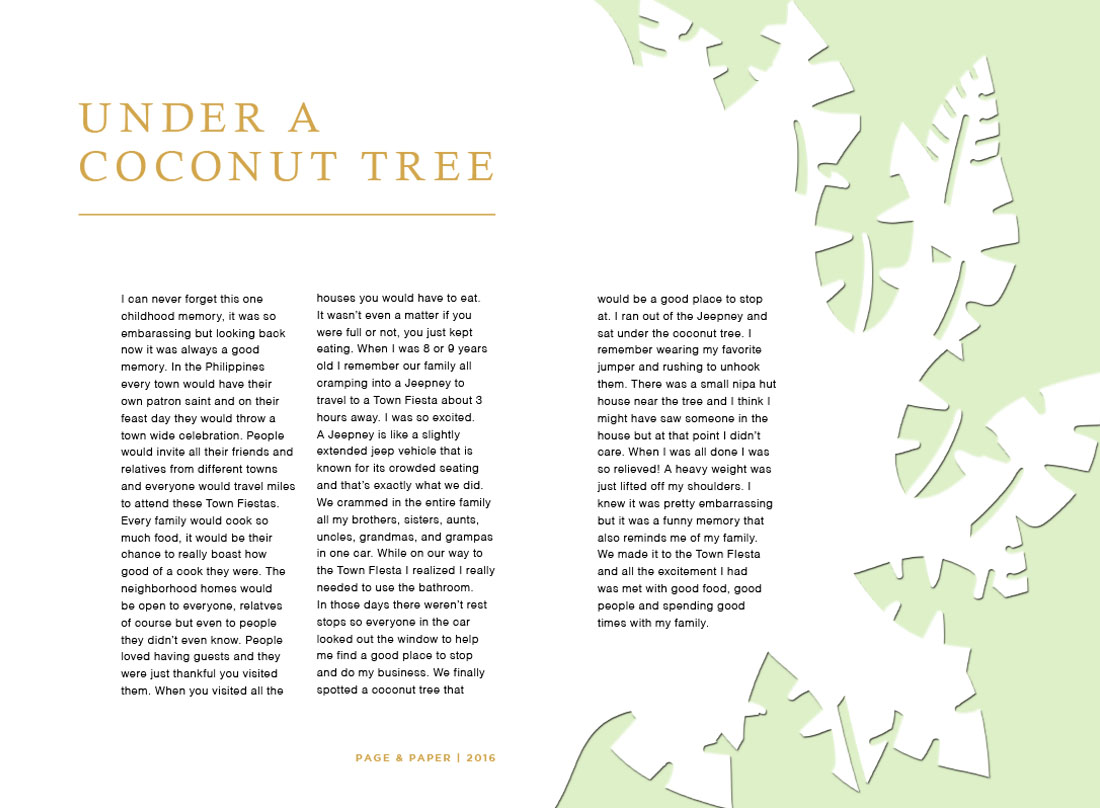 UNDER A
COCONUT TREE
I can never forget this one
childhood memory, it was so
embarassing but looking back
now it was always a good
memory. In the Philippines
every town would have their
own patron saint and on their
feast day they would throw a
town wide celebration. People
would invite all their friends and
relatives from different towns
and everyone would travel miles
to attend these Town Fiestas.
Every family would cook so
much food, it would be their
chance to really boast how
good of a cook they were. The
neighborhood homes would
be open to everyone, relatves
of course but even to people
they didn't even know. People
loved having guests and they
were just thankful you visited
them. When you visited all the
houses you would have to eat.
It wasn't even a matter if you
were full or not, you just kept
eating. When I was 8 or 9 years
old I remember our family all
cramping into a Jeepney to
travel to a Town Fiesta about 3
hours away. I was so excited.
A Jeepney is like a slightly
extended jeep vehicle that is
known for its crowded seating
and that's exactly what we did.
We crammed in the entire family
all my brothers, sisters, aunts,
uncles, grandmas, and grampas
in one car. While on our way to
the Town FIesta I realized I really
needed to use the bathroom.
In those days there weren't rest
stops so everyone in the car
looked out the window to help
me find a good place to stop
and do my business. We finally
spotted a coconut tree that
would be a good place to stop
at. I ran out of the Jeepney and
sat under the coconut tree. I
remember wearing my favorite
jumper and rushing to unhook
them. There was a small nipa hut
house near the tree and I think I
might have saw someone in the
house but at that point I didn't
care. When I was all done I was
so relieved! A heavy weight was
just lifted off my shoulders. I
knew it was pretty embarrassing
but it was a funny memory that
also reminds me of my family.
We made it to the Town FIesta
and all the excitement I had
was met with good food, good
people and spending good
times with my family.
PAGE & PAPER | 2016